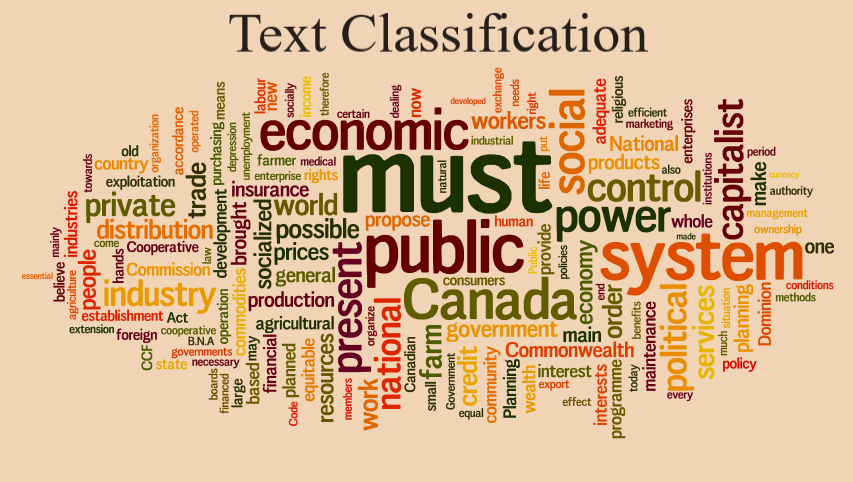 Text Classification
labour
new
socially
income
therefore
certain
dealing
now
developed
exchange
needs
right
workers
put
social
adequate
religious
efficient
marketing
enterprises
capitalist
means
purchasing
depression
unemployment
operated
accordance
organization
old
country
towards
exploitation
trade
economic
industrial
farmer
medical
enterprise
rights
natural
must
life
National
products
also
institutions
period
make
currency
authority
management
ownership
private
insurance
world
control
industries
distribution
brought
socialized
possible
propose
human
power
whole
made
mainly
come
Cooperative
law
development
prices
present
public
Public
provide
policies
economy
system
one
essential
believe
agriculture
people
hands
Commission
commodities
general
consumers
conditions
methods
industry
operation
production
Canada
end
order
benefits
maintenance
political
services
situation
much
planning
Dominion
establishment
Act
extension
foreign
cooperative
B.N.A
agricultural
organize
national
Canadian
farm
government
main
CCF
state
governments
necessary
may
based
financial
planned
equitable
resources
Commonwealth
policy
boards
financed
large
Code
members
work
small
Government
credit
equal
community
Planning
wealth
interest
export
effect
interests
programme
today
every